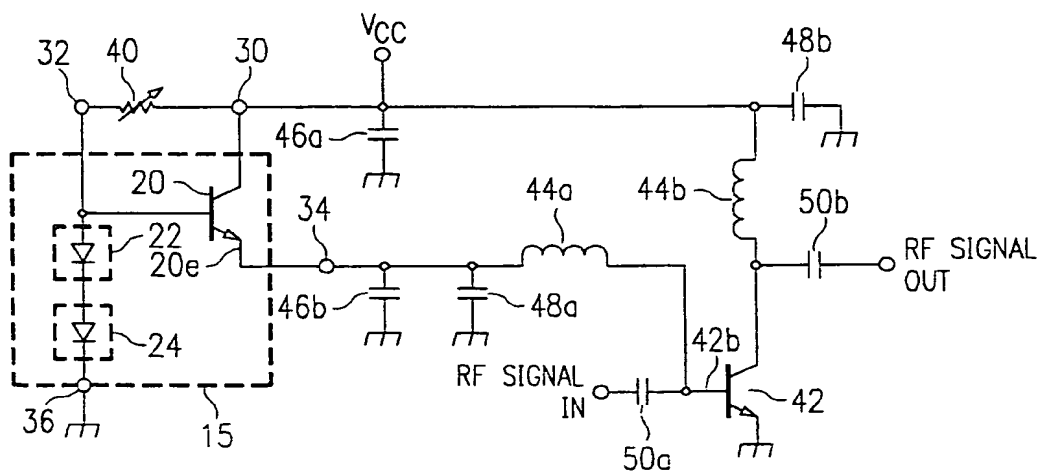 VCC
32
40
30
48b
46a
20
44a
44b
50b
34
22
20e
RF SIGNAL
OUT
46b
48a
24
42b
RF SIGNAL
IN
42
36
15
50a